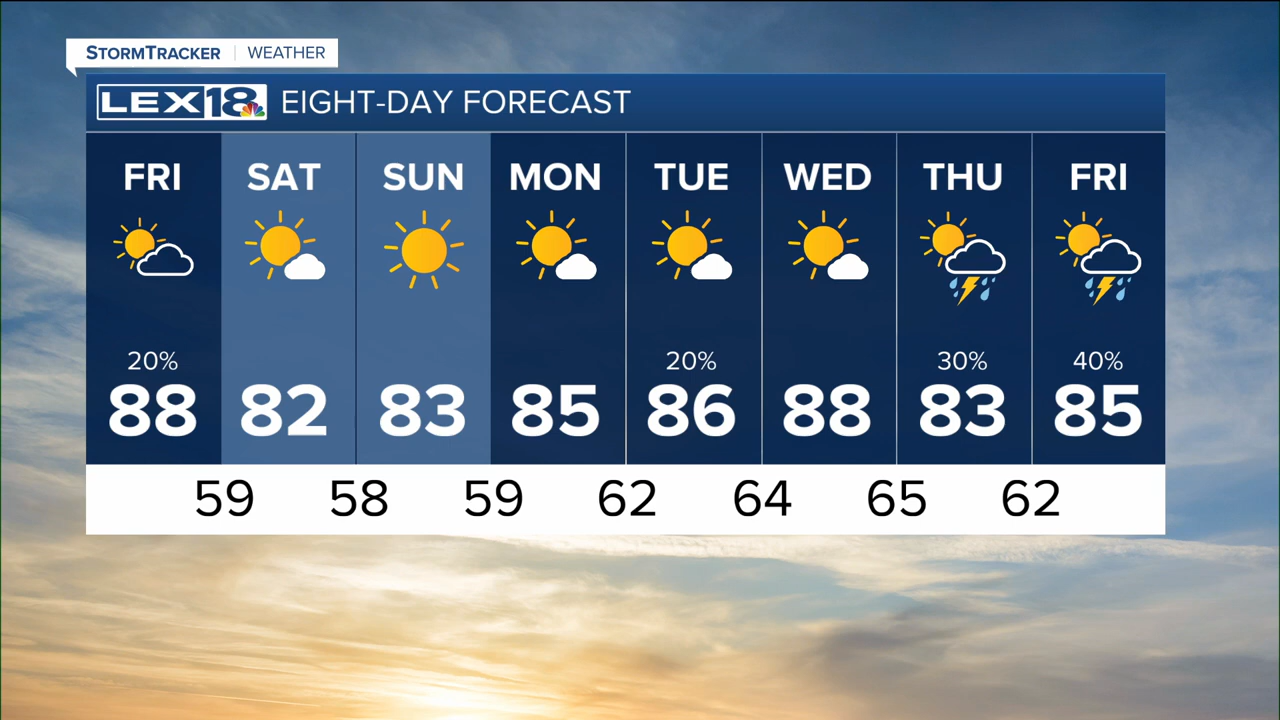 STORMTRACKER | WEATHER
LEX18 EIGHT-DAY FORECAST
FRI SAT SUN MON TUE WED THU FRI
20% 20% 30% 40%
88 82 83 85 86 88 83 85
59 58 59 62 64 65 62